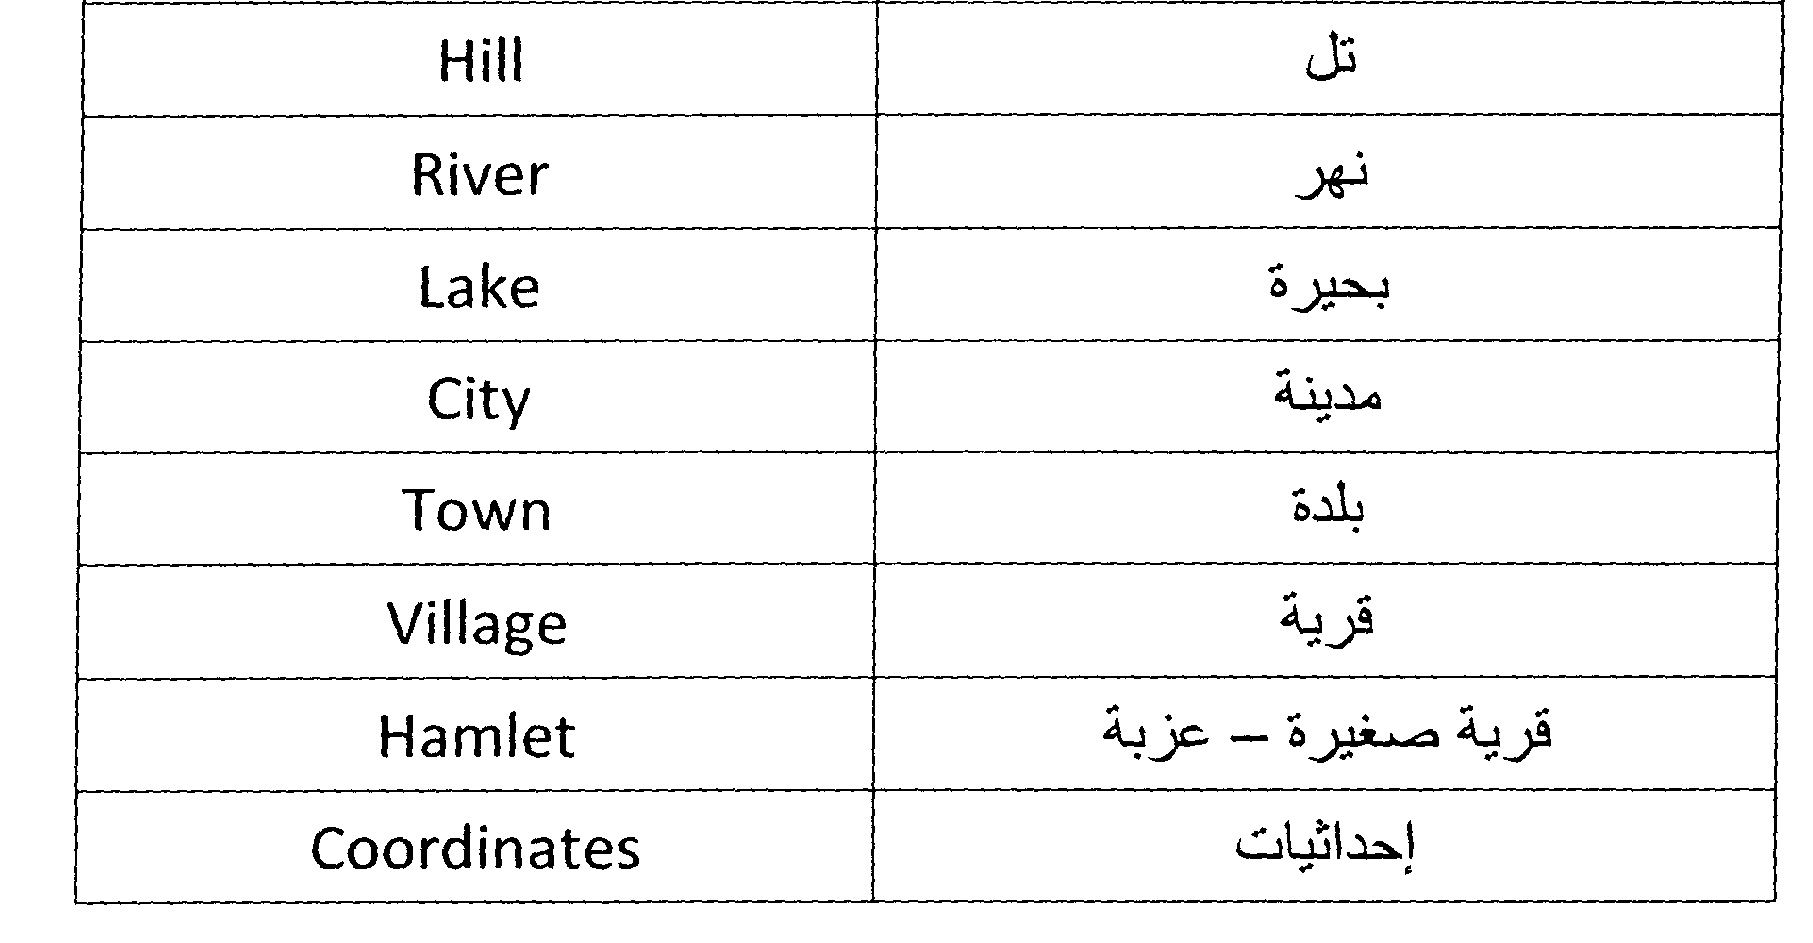 Hill تل
River نهر
Lake بحيرة
City مدينة
Town بلدة
Village قرية
Hamlet قرية صغيرة – عزبة
Coordinates إحداثيات